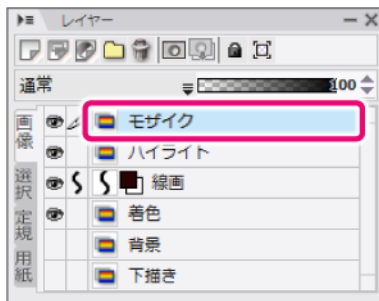 レイヤー
通常 100
画像
選択
定規
用紙
モザイク
ハイライト
線画
着色
背景
下描き